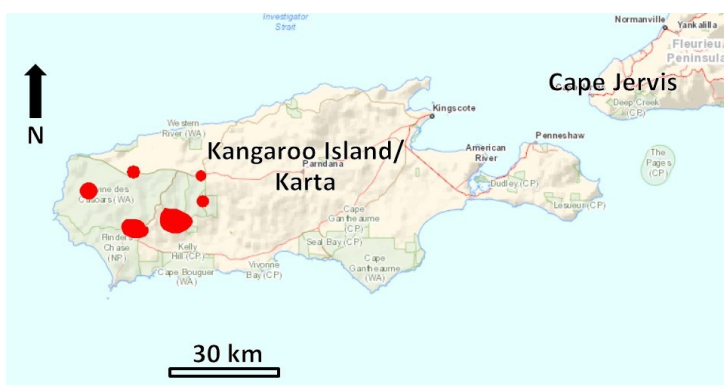 Investigator
Strait
Normanville
Yankalilla
Fleurieu
Peninsula
Cape Jervis
Deep Creek
(CP)
N
Western
River (WA)
Kingscote
Kangaroo Island/
Karta
Parndana
American
River
Penneshaw
The
Pages (CP)
Dudley (CP)
Lesueur (CP)
(WA)
Flinders
Chase
(NP)
Kelly
Hill (CP)
Cape Bouguer
(WA)
Vivonne
Bay (CP)
Seal Bay (CP)
Cape
Gantheaume
(CP)
Cape
Gantheaume
(WA)
30 km